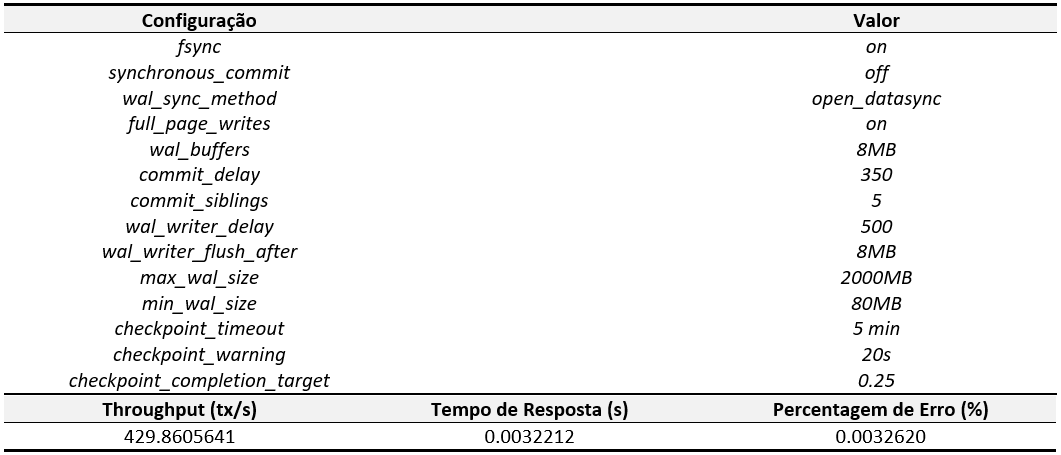 Configuração Valor
fsync on
synchronous_commit off
wal_sync_method open_datasync
full_page_writes on
wal_buffers 8MB
commit_delay 350
commit_siblings 5
wal_writer_delay 500
wal_writer_flush_after 8MB
max_wal_size 2000MB
min_wal_size 80MB
checkpoint_timeout 5 min
checkpoint_warning 20s
checkpoint_completion_target 0.25
Throughput (tx/s) Tempo de Resposta (s) Percentagem de Erro (%)
429.8605641 0.0032212 0.0032620